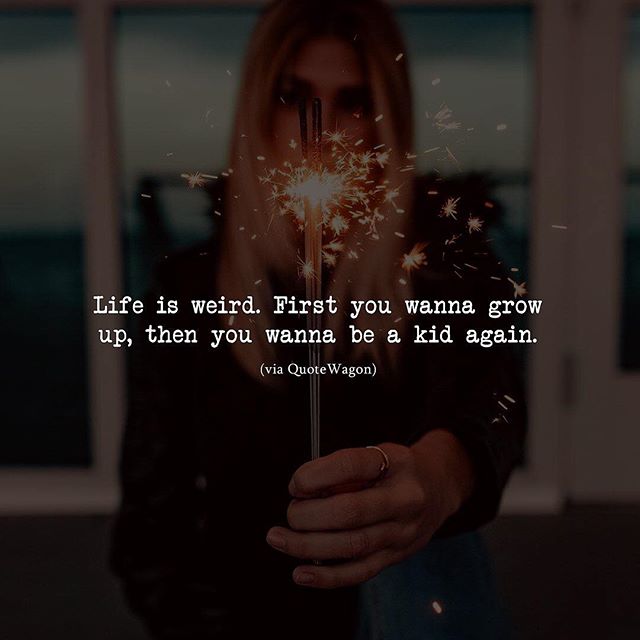 Life is weird. First you wanna grow
up, then you wanna be a kid again.
(via QuoteWagon)